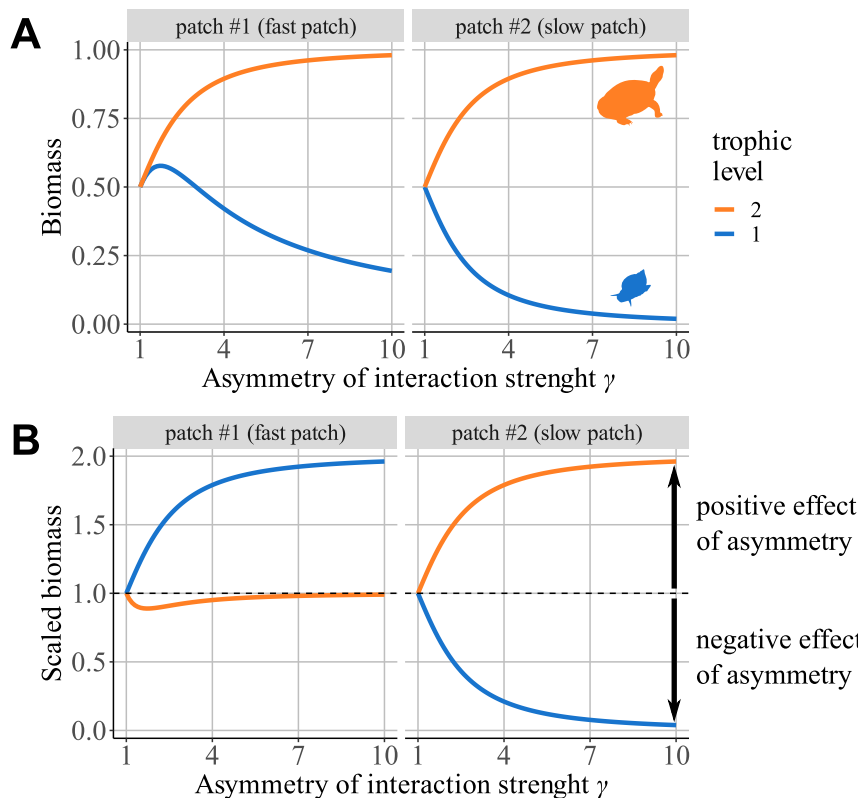 A
patch #1 (fast patch)
patch #2 (slow patch)
1.00
0.75
0.50
0.25
0.00
Biomass
1 4 7 10
1 4 7 10
Asymmetry of interaction strenght γ
trophic
level
2
1
B
patch #1 (fast patch)
patch #2 (slow patch)
2.0
1.5
1.0
0.5
0.0
Scaled biomass
1 4 7 10
1 4 7 10
Asymmetry of interaction strenght γ
positive effect
of asymmetry
negative effect
of asymmetry